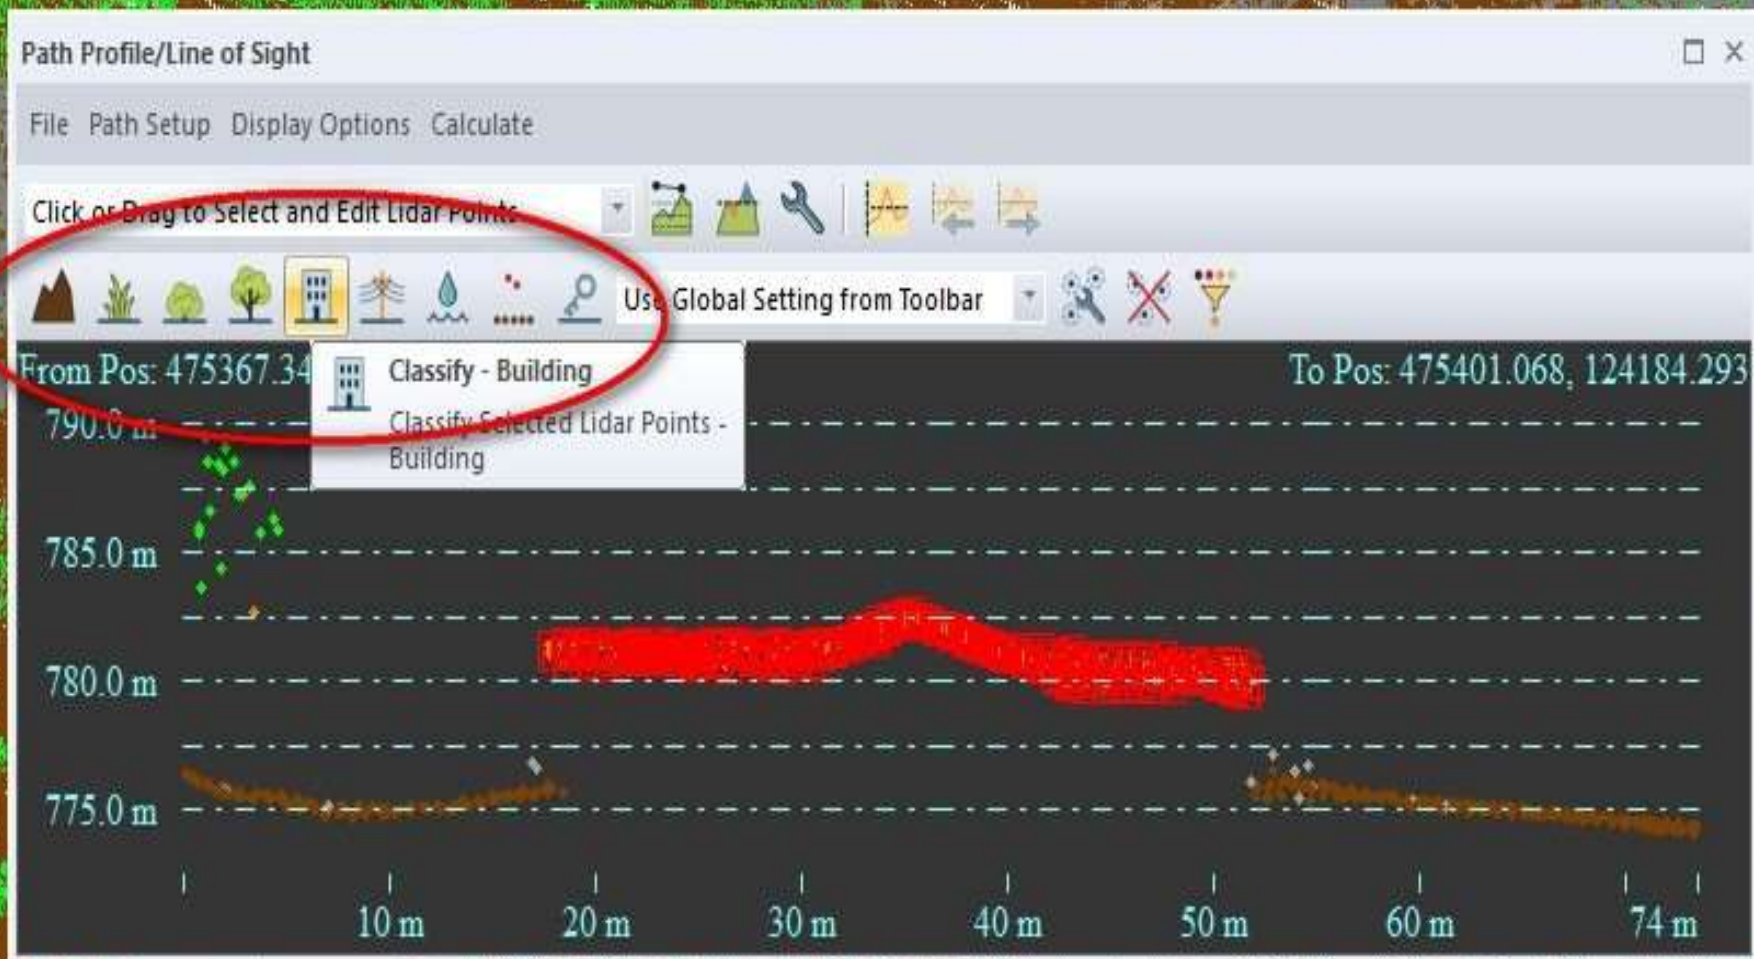 Path Profile/Line of Sight
File Path Setup Display Options Calculate
Click or Drag to Select and Edit Lidar Points
Use Global Setting from Toolbar
From Pos: 475367.34
Classify - Building
To Pos: 475401.068, 124184.293
Classify Selected Lidar Points -
Building
790.0 m
785.0 m
780.0 m
775.0 m
10 m 20 m 30 m 40 m 50 m 60 m 74 m